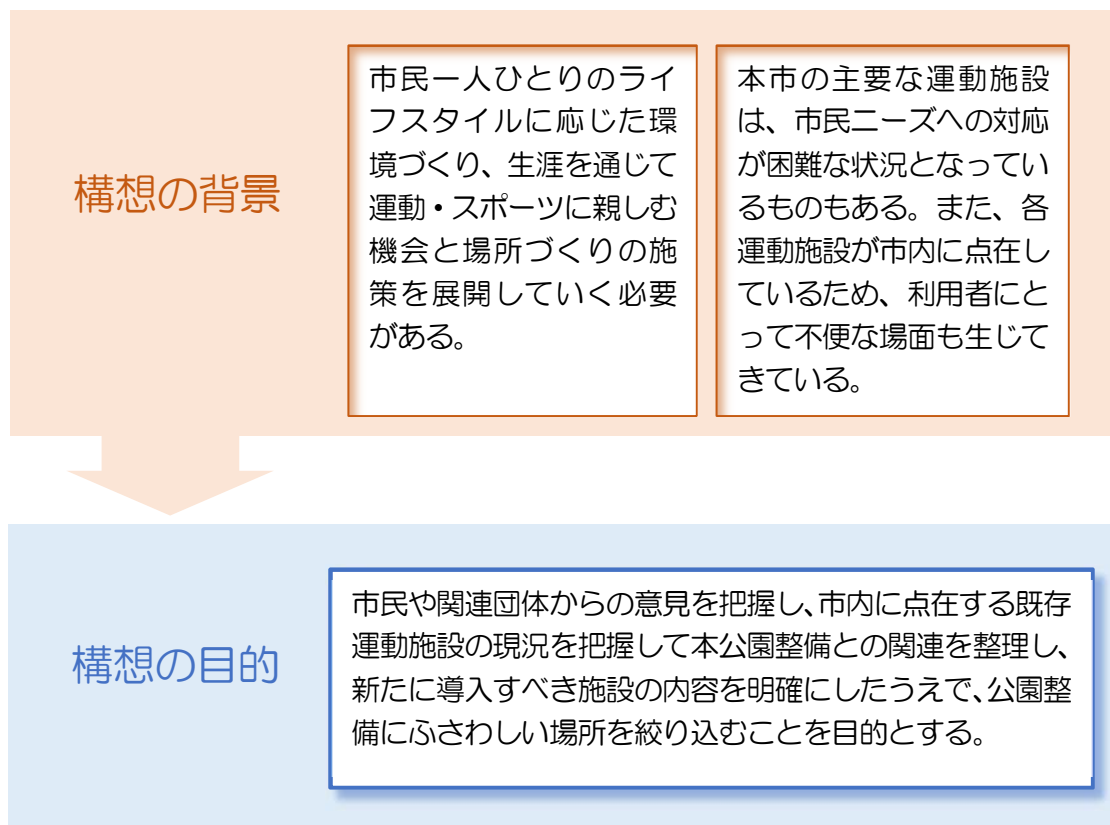 構想の背景
市民一人ひとりのライ
フスタイルに応じた環
境づくり、生涯を通じて
運動・スポーツに親しむ
機会と場所づくりの施
策を展開していく必要
がある。
本市の主要な運動施設
は、市民ニーズへの対応
が困難な状況となってい
るものもある。また、各
運動施設が市内に点在し
ているため、利用者にと
って不便な場面も生じて
きている。
構想の目的
市民や関連団体からの意見を把握し、市内に点在する既存
運動施設の現況を把握して本公園整備との関連を整理し、
新たに導入すべき施設の内容を明確にしたうえで、公園整
備にふさわしい場所を絞り込むことを目的とする。